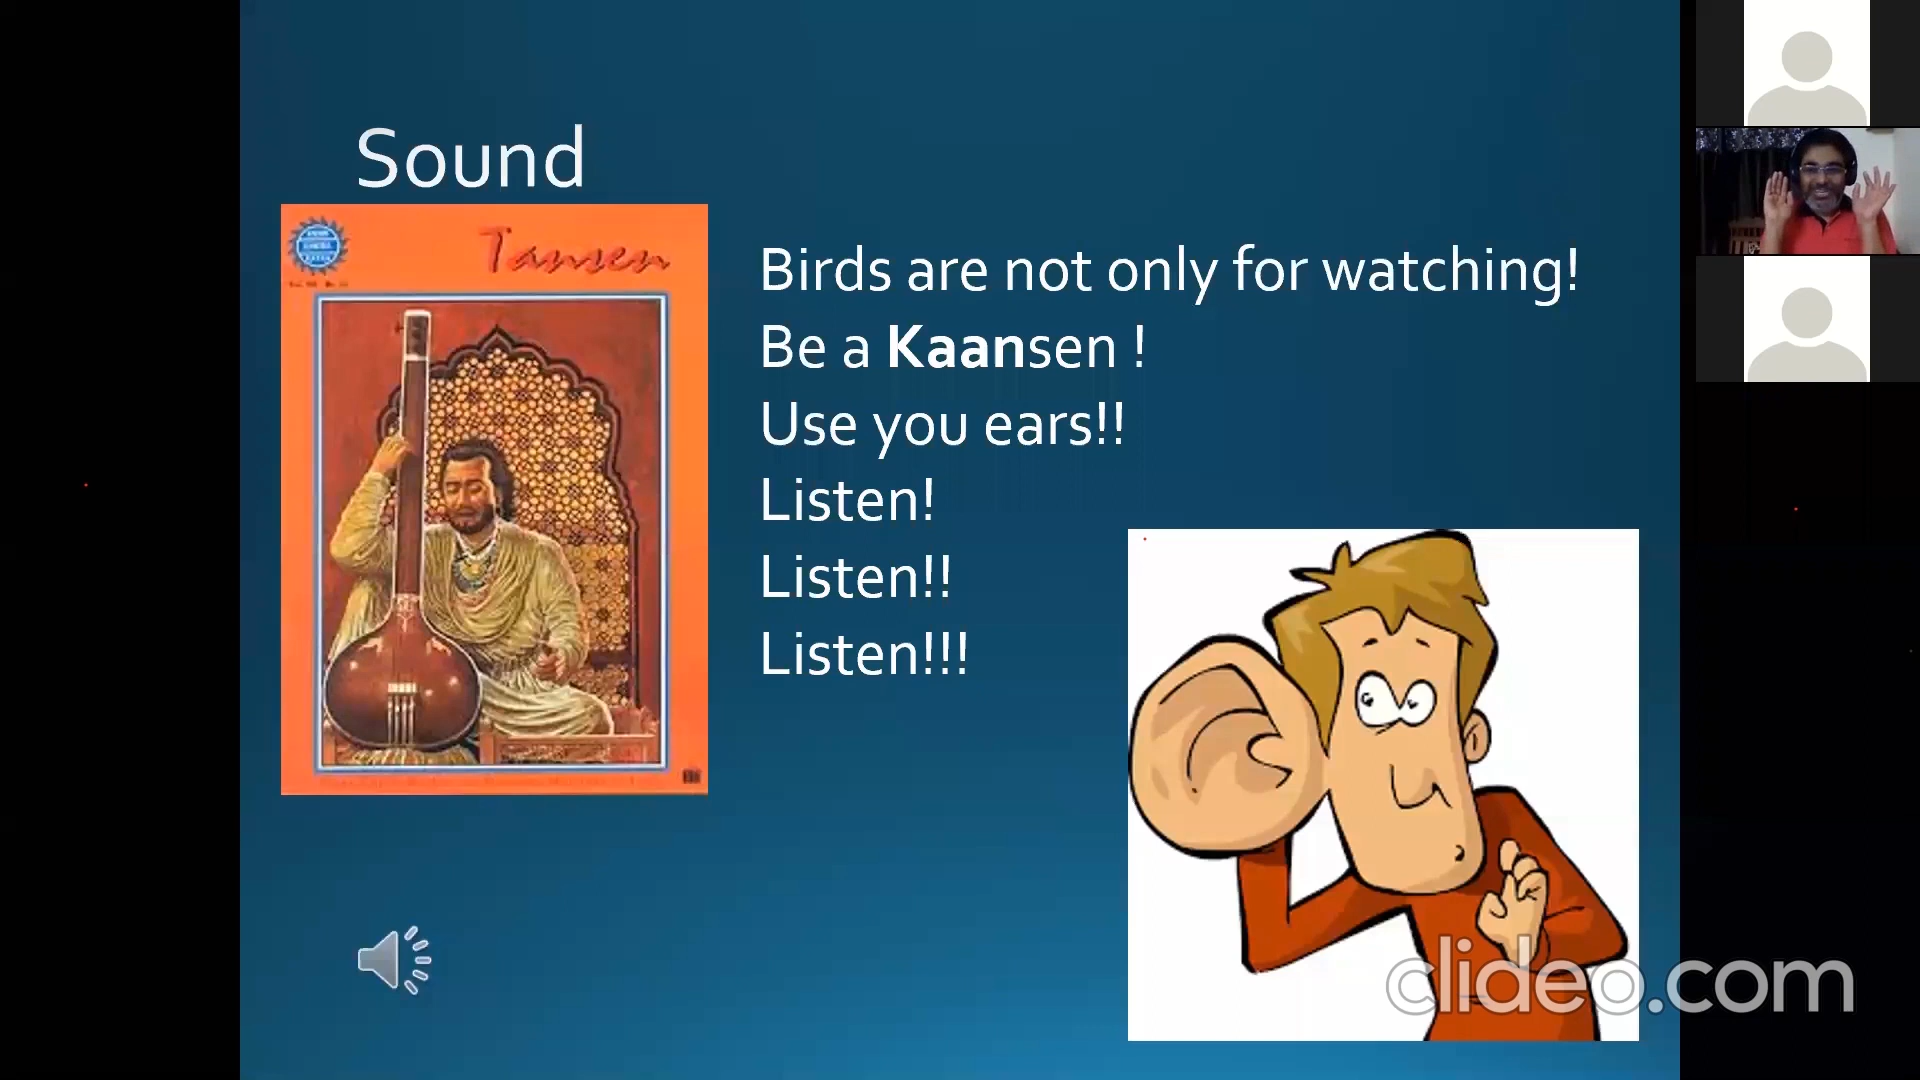 Sound
Tansen
Birds are not only for watching!
Be a Kaansen !
Use you ears!!
Listen!
Listen!!
Listen!!!
clideo.com